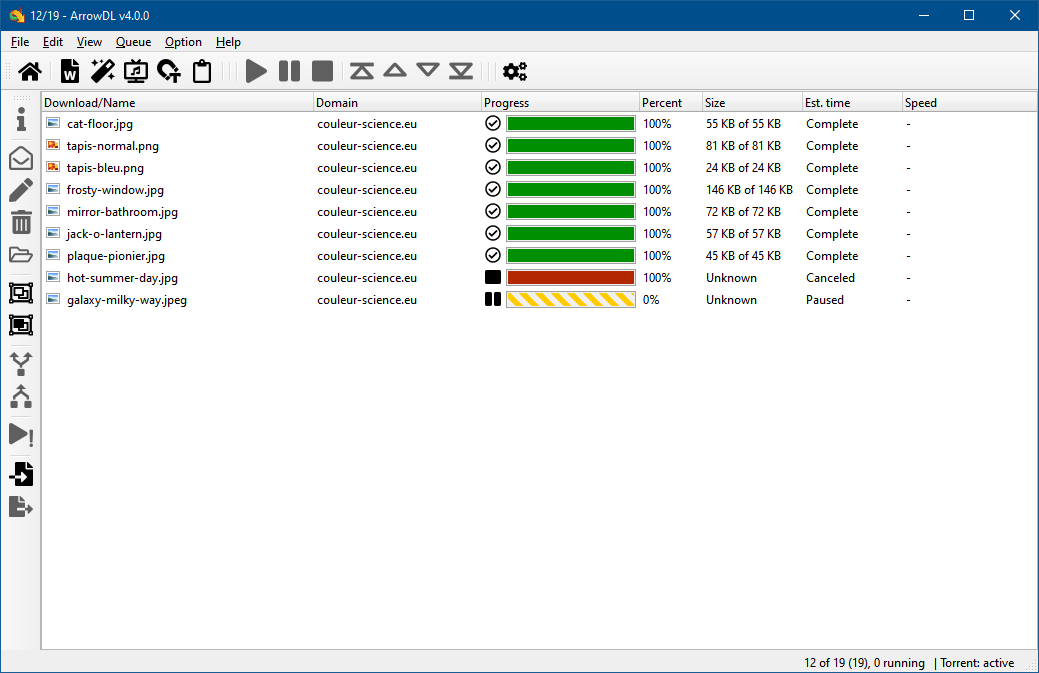 12/19 - ArrowDL v4.0.0
File Edit View Queue Option Help
W
Download/Name Domain Progress Percent Size Est. time Speed
cat-floor.jpg couleur-science.eu 100% 55 KB of 55 KB Complete -
tapis-normal.png couleur-science.eu 100% 81 KB of 81 KB Complete -
tapis-bleu.png couleur-science.eu 100% 24 KB of 24 KB Complete -
frosty-window.jpg couleur-science.eu 100% 146 KB of 146 KB Complete -
mirror-bathroom.jpg couleur-science.eu 100% 72 KB of 72 KB Complete -
jack-o-lantern.jpg couleur-science.eu 100% 57 KB of 57 KB Complete -
plaque-pionier.jpg couleur-science.eu 100% 45 KB of 45 KB Complete -
hot-summer-day.jpg couleur-science.eu 100% Unknown Canceled -
galaxy-milky-way.jpeg couleur-science.eu 0% Unknown Paused -
12 of 19 (19), 0 running | Torrent: active